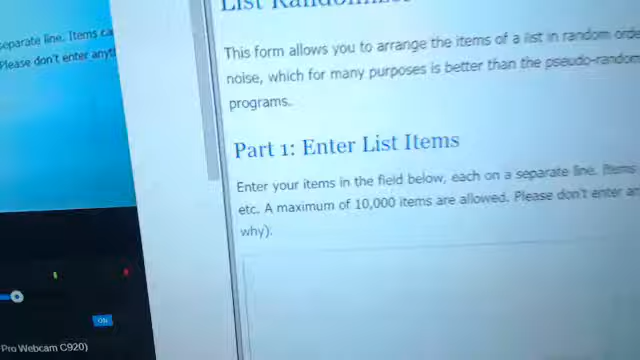 separate line. Items ca
Please don't enter anyt
ON
Pro Webcam C920)
List Randomizer
This form allows you to arrange the items of a list in random orde
noise, which for many purposes is better than the pseudo-random
programs.
Part 1: Enter List Items
Enter your items in the field below, each on a separate line. Items
etc. A maximum of 10,000 items are allowed. Please don't enter an
why).